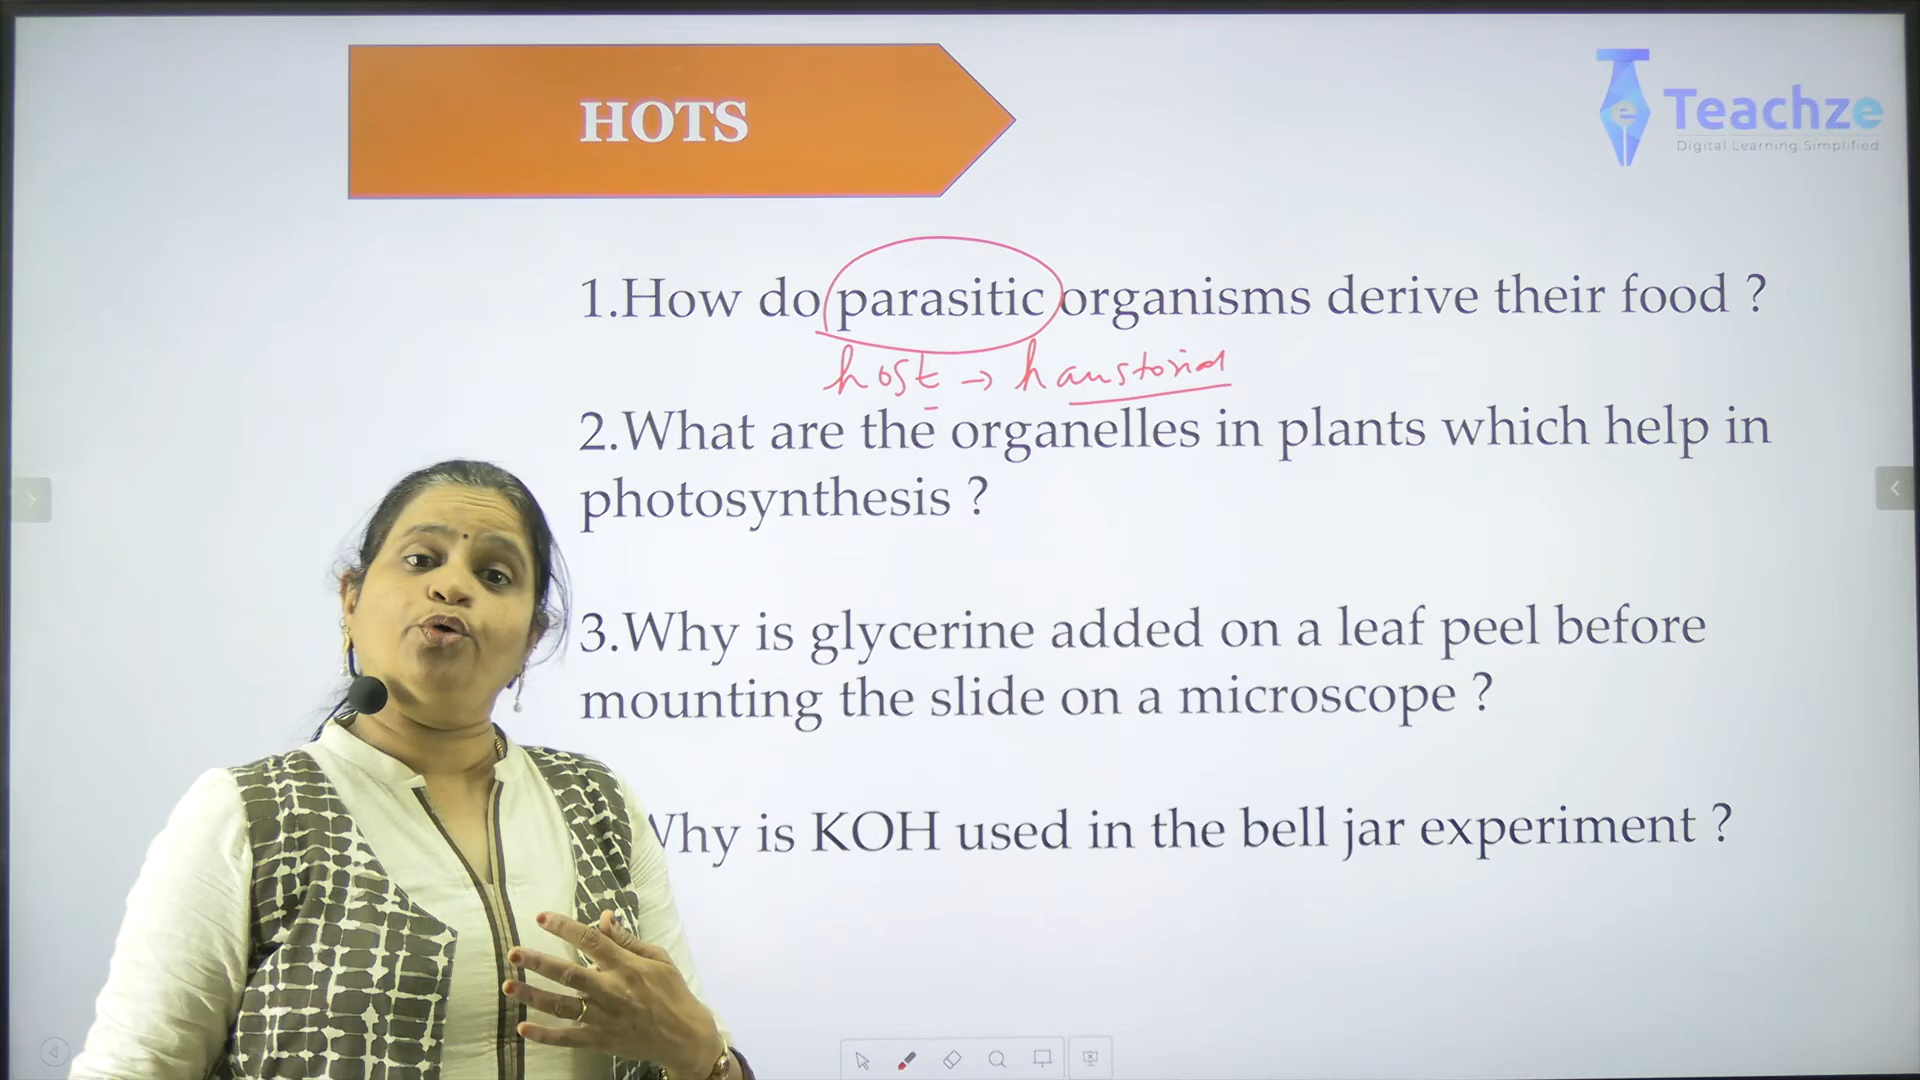 HOTS
e Teachze
Digital Learning Simplified
1.How do parasitic organisms derive their food ?
host → haustorial
2.What are the organelles in plants which help in
photosynthesis ?
3.Why is glycerine added on a leaf peel before
mounting the slide on a microscope ?
Why is KOH used in the bell jar experiment ?